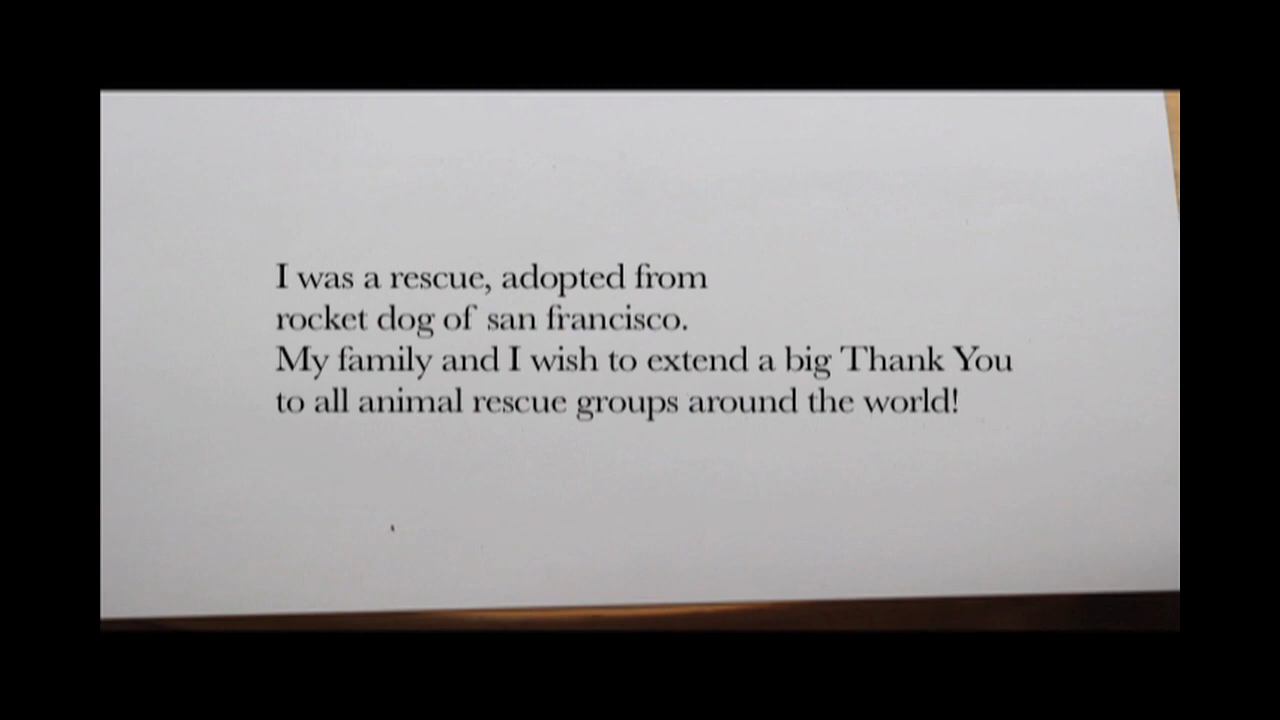 I was a rescue, adopted from
rocket dog of san francisco.
My family and I wish to extend a big Thank You
to all animal rescue groups around the world!